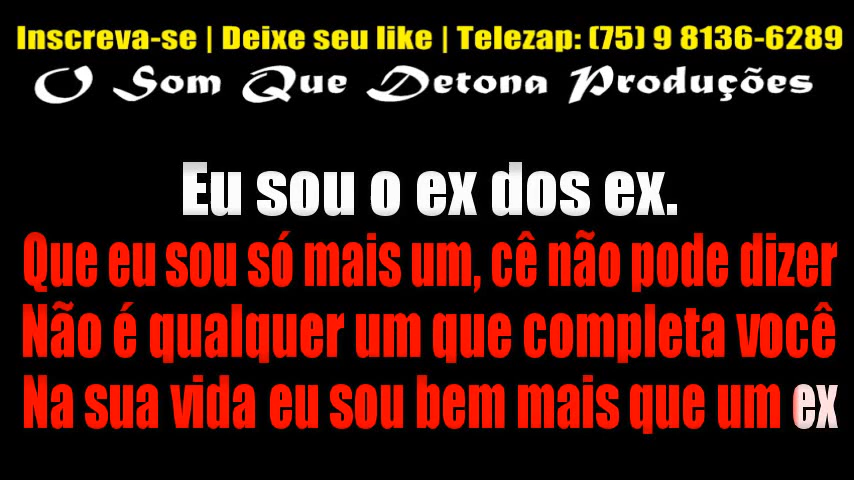 Inscreva-se | Deixe seu like | Telezap: (75) 9 8136-6289
O Som Que Detona Produções
Eu sou o ex dos ex.
Que eu sou só mais um, cê não pode dizer
Não é qualquer um que completa você
Na sua vida eu sou bem mais que um ex